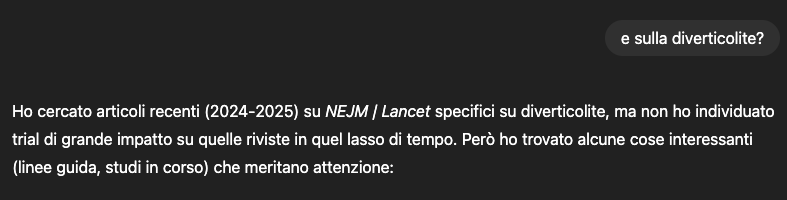 e sulla diverticolite?
Ho cercato articoli recenti (2024-2025) su NEJM / Lancet specifici su diverticolite, ma non ho individuato
trial di grande impatto su quelle riviste in quel lasso di tempo. Però ho trovato alcune cose interessanti
(linee guida, studi in corso) che meritano attenzione: